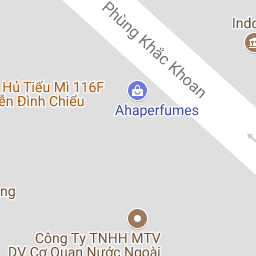 Phùng Khắc Khoan
Hủ Tiếu Mì 116F
Đình Chiểu
Ahaperfumes
Công Ty TNHH MTV
DV Cơ Quan Nước Ngoài